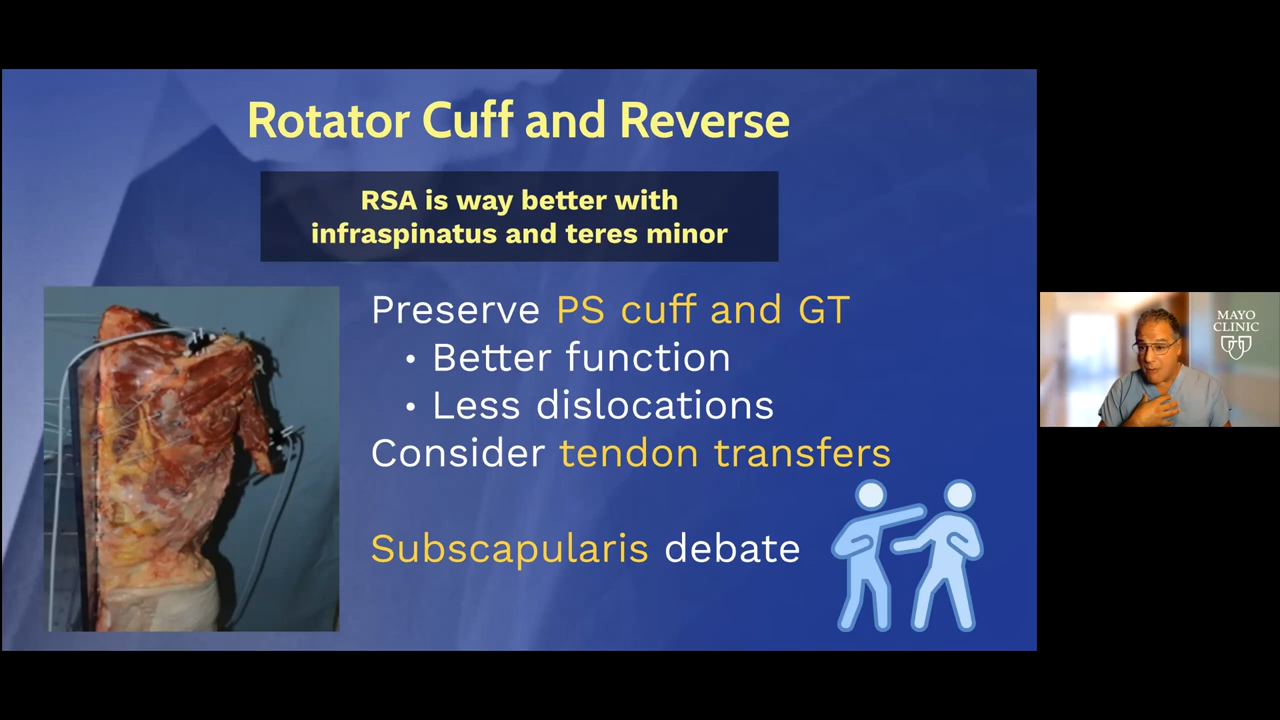 Rotator Cuff and Reverse
RSA is way better with
infraspinatus and teres minor
Preserve PS cuff and GT
• Better function
• Less dislocations
Consider tendon transfers
Subscapularis debate
MAYO
CLINIC